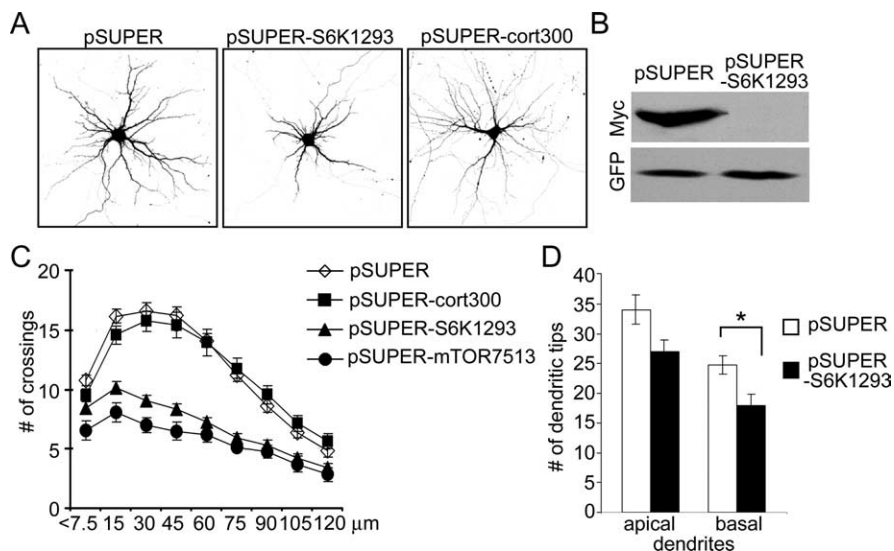 A
pSUPER
pSUPER-S6K1293
pSUPER-cort300
B
pSUPER
pSUPER
-S6K1293
Myc
GFP
C
# of crossings
20
15
10
5
0
<7.5 15 30 45 60 75 90 105 120 μm
pSUPER
pSUPER-cort300
pSUPER-S6K1293
pSUPER-mTOR7513
D
# of dendritic tips
40
35
30
25
20
15
10
5
0
*
apical basal
dendrites
pSUPER
pSUPER
-S6K1293